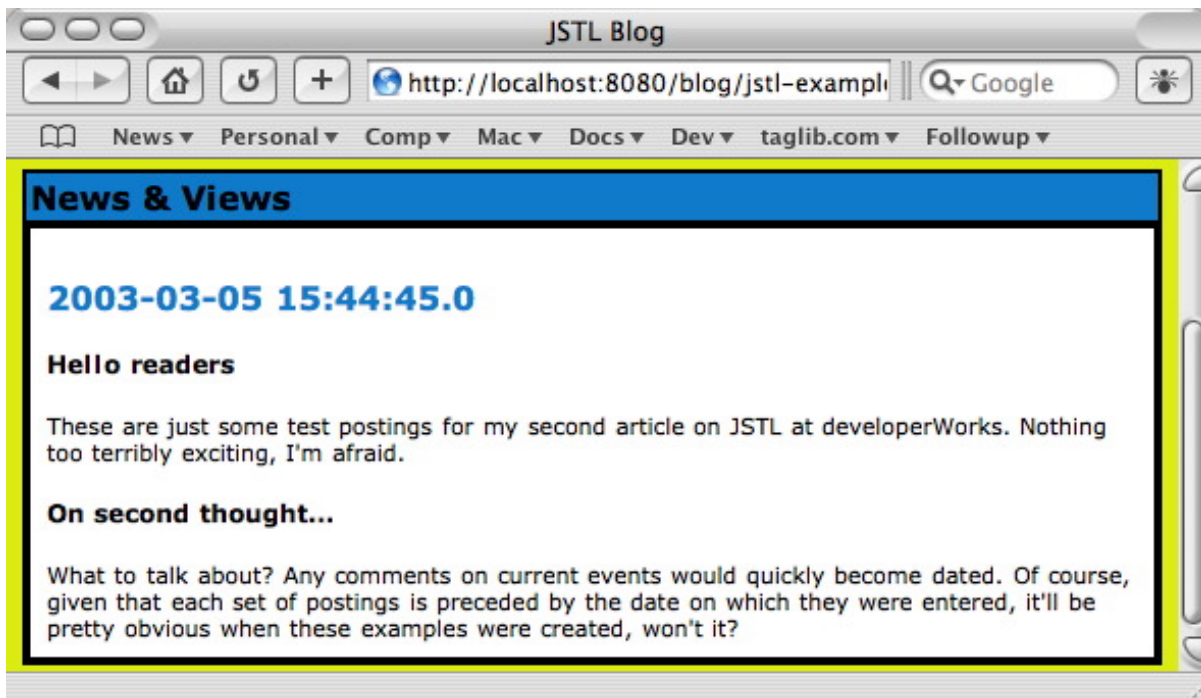 JSTL Blog
http://localhost:8080/blog/jstl-exampl
Google
News Personal Comp Mac Docs Dev taglib.com Followup
News & Views
2003-03-05 15:44:45.0
Hello readers
These are just some test postings for my second article on JSTL at developerWorks. Nothing
too terribly exciting, I'm afraid.
On second thought...
What to talk about? Any comments on current events would quickly become dated. Of course,
given that each set of postings is preceded by the date on which they were entered, it'll be
pretty obvious when these examples were created, won't it?